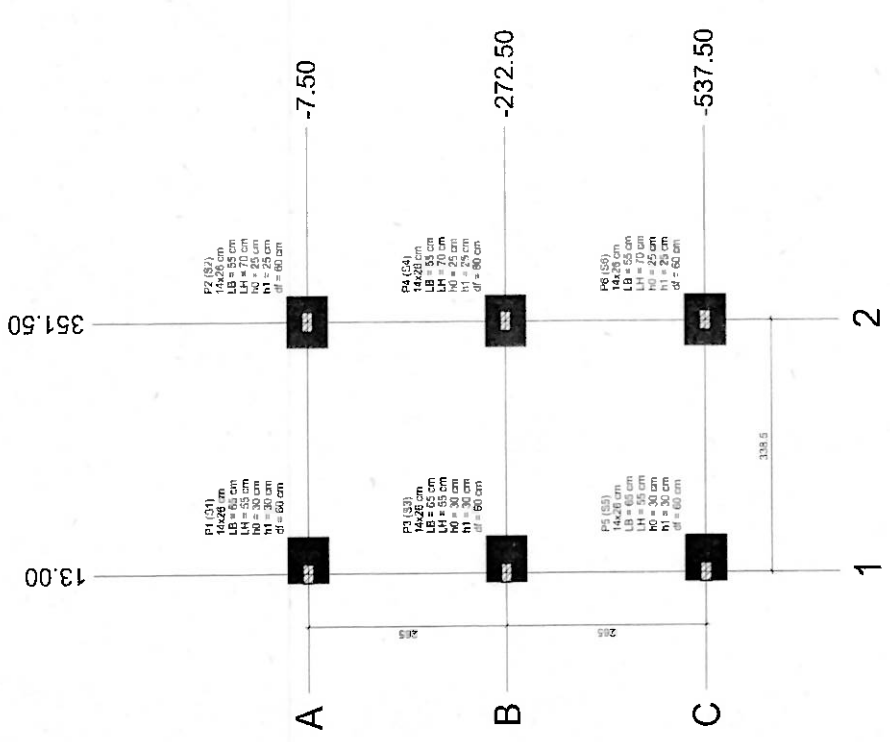 351.50
13.00
P2 (S2)
14x26 cm
LB = 55 cm
LH = 70 cm
h0 = 25 cm
h1 = 25 cm
df = 60 cm
-7.50
P1 (S1)
14x26 cm
LB = 65 cm
LH = 55 cm
h0 = 30 cm
h1 = 30 cm
df = 60 cm
A
P4 (S4)
14x26 cm
LB = 55 cm
LH = 70 cm
h0 = 25 cm
h1 = 25 cm
df = 60 cm
-272.50
P3 (S3)
14x26 cm
LB = 65 cm
LH = 55 cm
h0 = 30 cm
h1 = 30 cm
df = 60 cm
B
P6 (S6)
14x26 cm
LB = 55 cm
LH = 70 cm
h0 = 25 cm
h1 = 25 cm
df = 60 cm
-537.50
P5 (S5)
14x26 cm
LB = 65 cm
LH = 55 cm
h0 = 30 cm
h1 = 30 cm
df = 60 cm
C
265
265
338.5
1
2